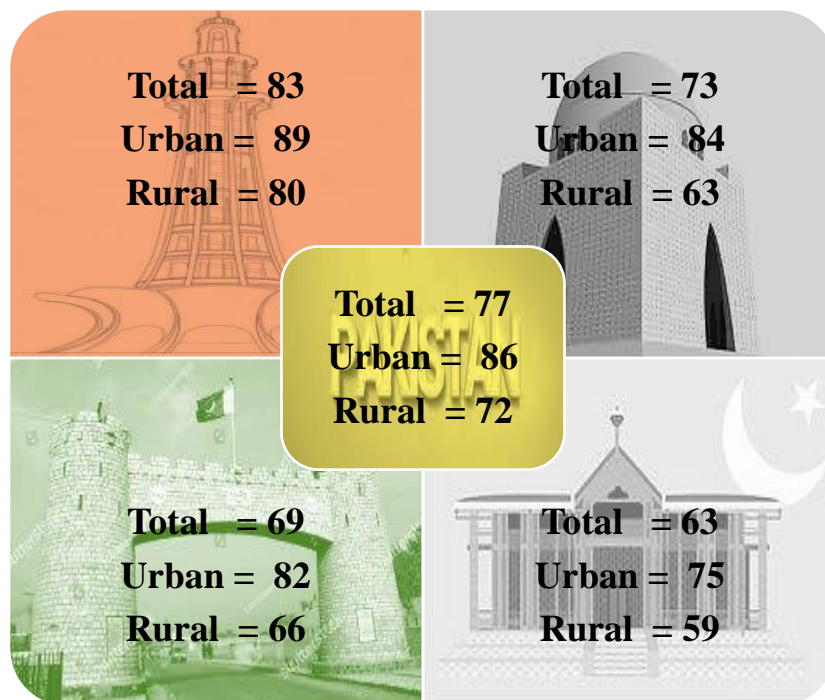 Total = 83
Urban = 89
Rural = 80
Total = 73
Urban = 84
Rural = 63
Total = 77
Urban = 86
Rural = 72
PAKISTAN
Total = 69
Urban = 82
Rural = 66
Total = 63
Urban = 75
Rural = 59